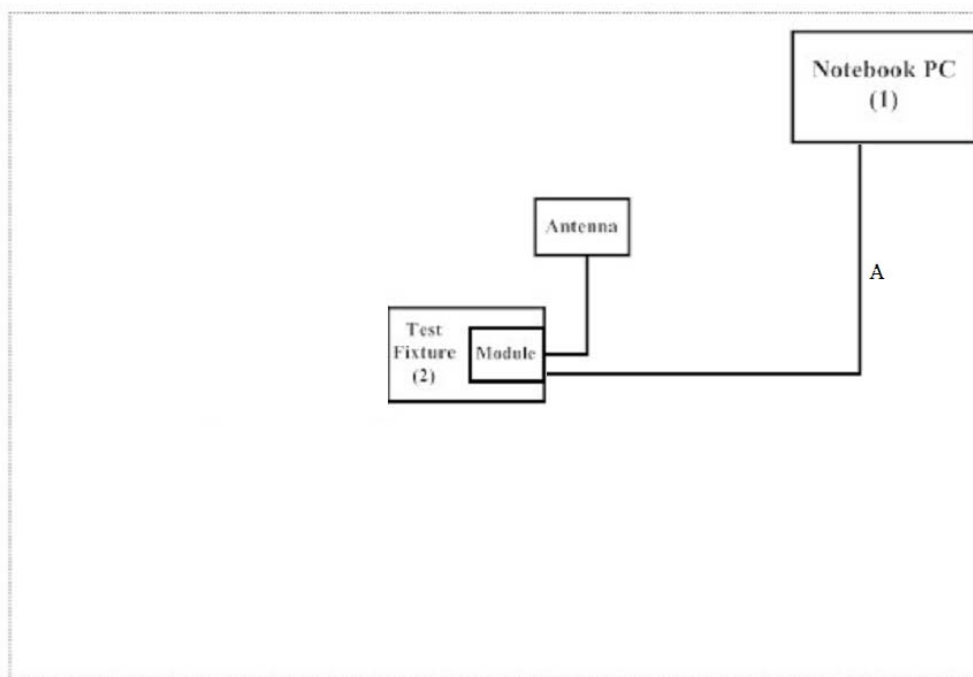 Notebook PC
(1)
Antenna
A
Test
Fixture
(2)
Module